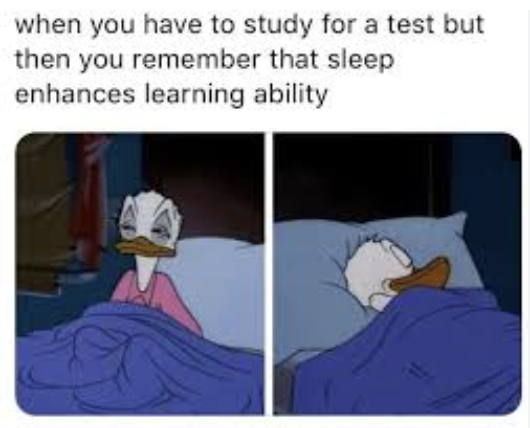 when you have to study for a test but
then you remember that sleep
enhances learning ability